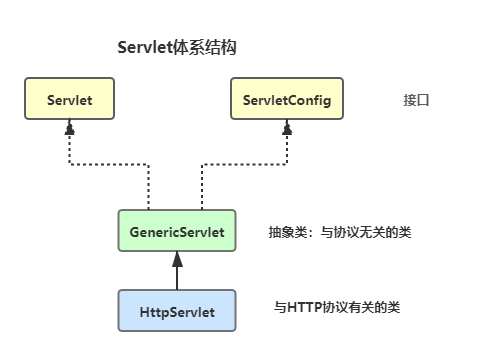 Servlet体系结构
Servlet
ServletConfig
接口
GenericServlet
抽象类：与协议无关的类
HttpServlet
与HTTP协议有关的类